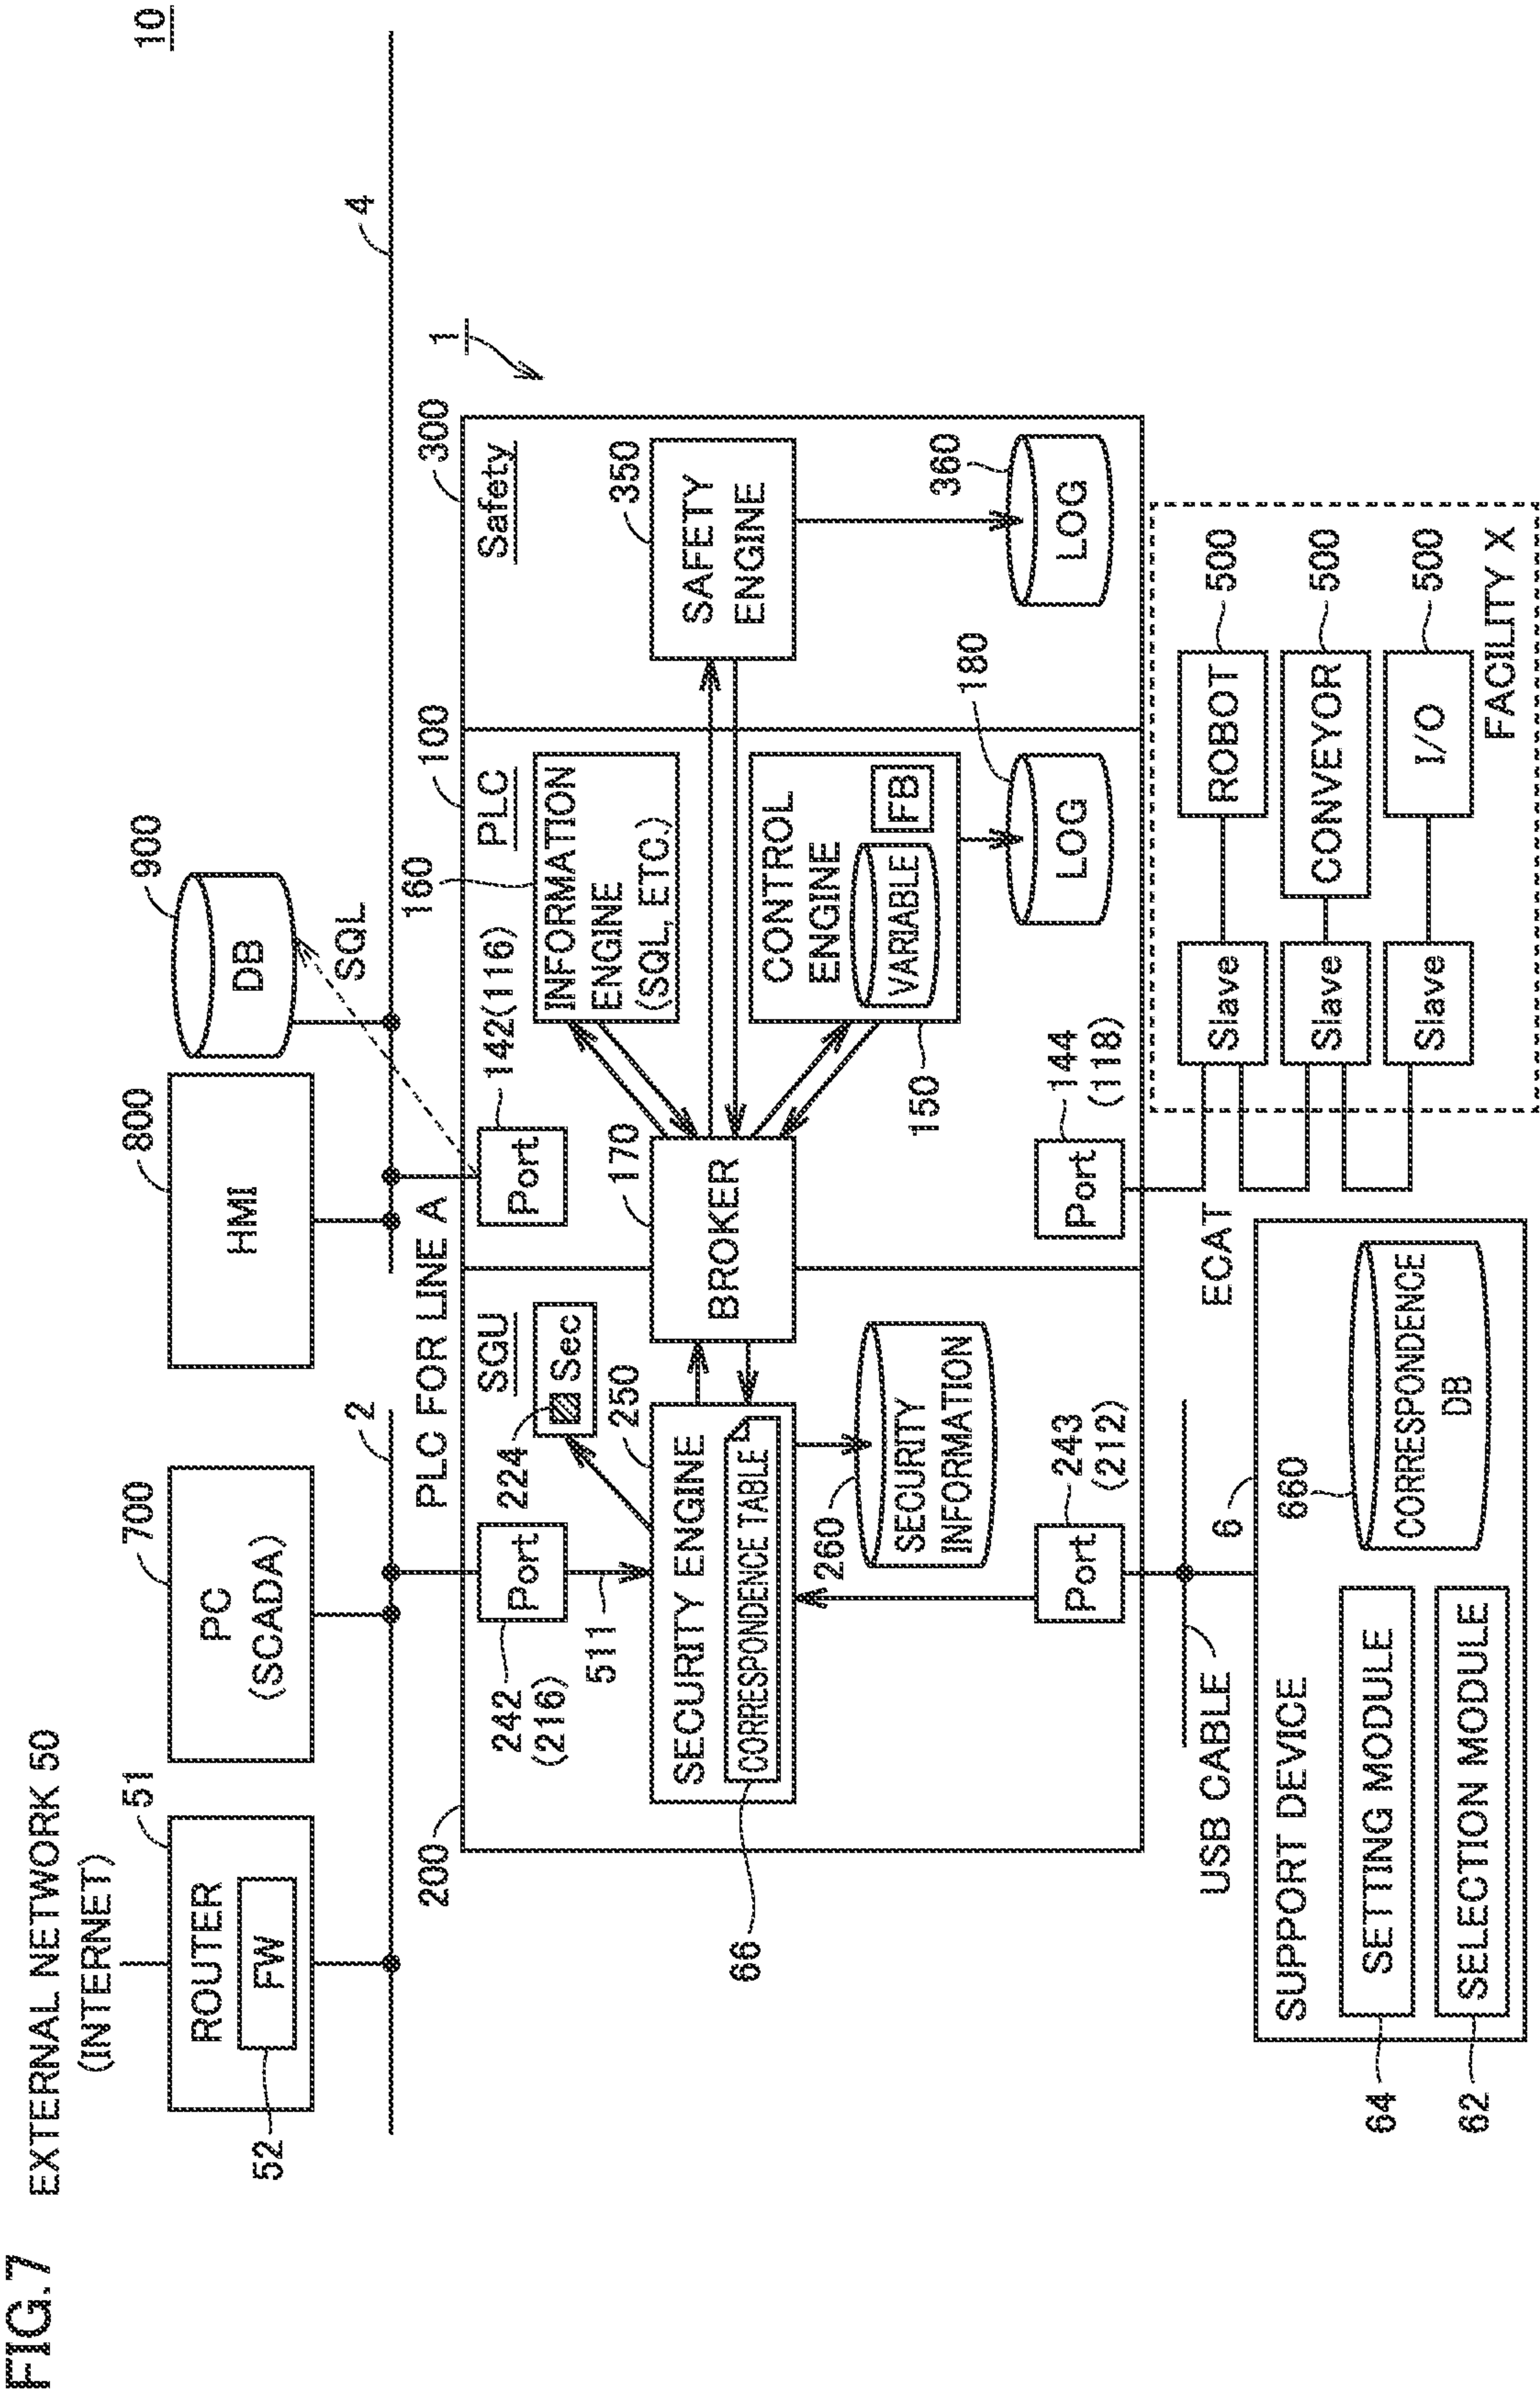 FIG.7
10
EXTERNAL NETWORK 50
(INTERNET)
51
ROUTER
FW
52
700
PC
(SCADA)
800
HMI
900
DB
SQL
2
4
PLC FOR LINE A
1
200
SGU
242
(216)
Port
511
224
Sec
250
SECURITY ENGINE
CORRESPONDENCE TABLE
66
260
SECURITY
INFORMATION
243
(212)
Port
170
BROKER
100
PLC
142(116)
Port
160
INFORMATION
ENGINE
(SQL, ETC.)
CONTROL
ENGINE
VARIABLE
FB
150
180
LOG
144
(118)
Port
300
Safety
350
SAFETY
ENGINE
360
LOG
USB CABLE
6
SUPPORT DEVICE
SETTING MODULE
64
SELECTION MODULE
62
660
CORRESPONDENCE
DB
ECAT
Slave
ROBOT
500
Slave
CONVEYOR
500
Slave
I/O
500
FACILITY X